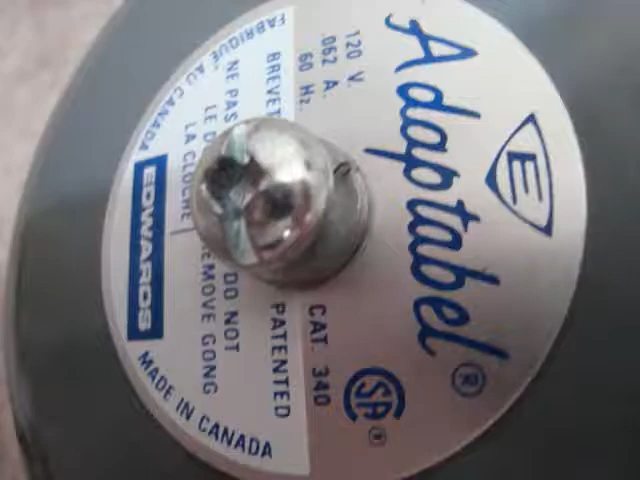 E
Adaptabel®
120 V.
.062 A.
60 Hz.
CAT. 340
CSA®
BREVET
PATENTED
NE PAS
LE D
LA CLOCHE
DO NOT
REMOVE GONG
FABRIQUE AU CANADA
EDWARDS
MADE IN CANADA